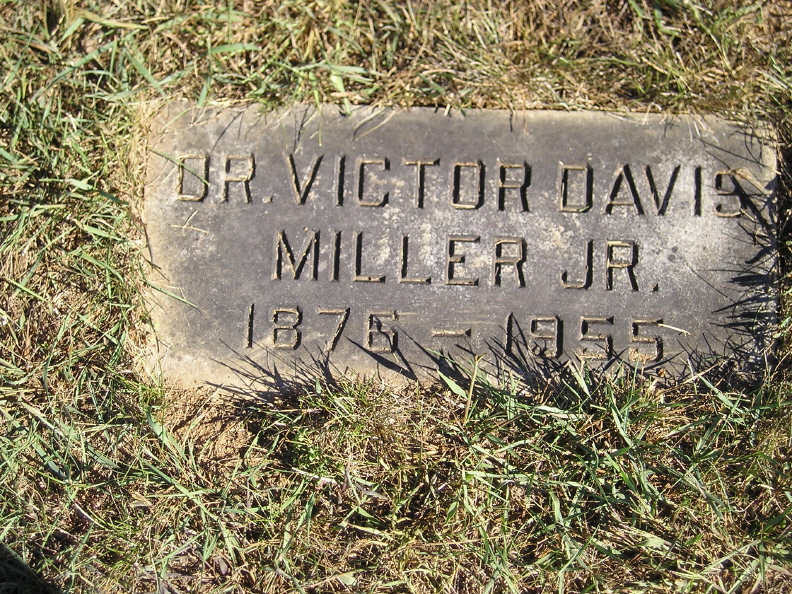 DR. VICTOR DAVIS
MILLER JR.
1876 – 1955